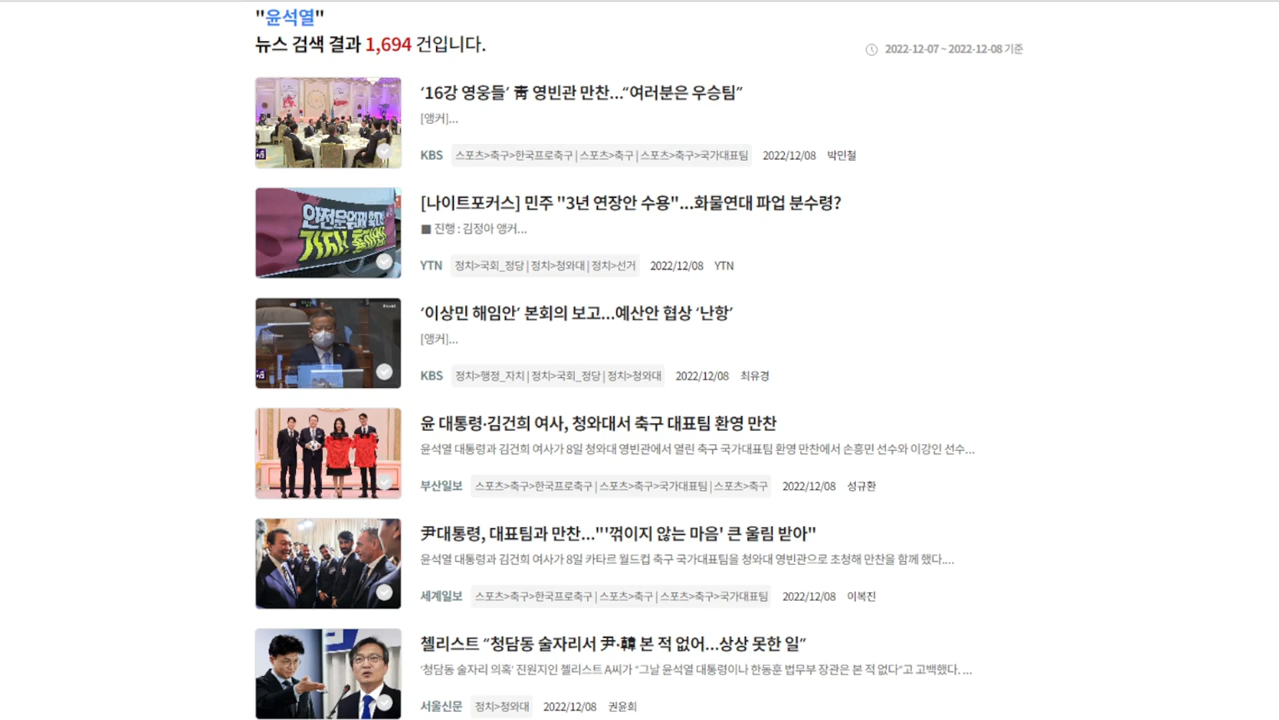 "윤석열"
뉴스 검색 결과 1,694 건입니다.
2022-12-07 ~ 2022-12-08 기준
‘16강 영웅들’ 靑 영빈관 만찬...“여러분은 우승팀”
[앵커]...
KBS 스포츠>축구>한국프로축구 | 스포츠>축구 | 스포츠>축구>국가대표팀 2022/12/08 박민철
[나이트포커스] 민주 "3년 연장안 수용"...화물연대 파업 분수령?
■ 진행 : 김정아 앵커...
YTN 정치>국회_정당 | 정치>청와대 | 정치>선거 2022/12/08 YTN
‘이상민 해임안’ 본회의 보고...예산안 협상 ‘난항’
[앵커]...
KBS 정치>행정_자치 | 정치>국회_정당 | 정치>청와대 2022/12/08 최유경
윤 대통령·김건희 여사, 청와대서 축구 대표팀 환영 만찬
윤석열 대통령과 김건희 여사가 8일 청와대 영빈관에서 열린 축구 국가대표팀 환영 만찬에서 손흥민 선수와 이강인 선수...
부산일보 스포츠>축구>한국프로축구 | 스포츠>축구>국가대표팀 | 스포츠>축구 2022/12/08 성규환
尹대통령, 대표팀과 만찬..."'꺾이지 않는 마음' 큰 울림 받아"
윤석열 대통령과 김건희 여사가 8일 카타르 월드컵 축구 국가대표팀을 청와대 영빈관으로 초청해 만찬을 함께 했다....
세계일보 스포츠>축구>한국프로축구 | 스포츠>축구 | 스포츠>축구>국가대표팀 2022/12/08 이복진
첼리스트 “청담동 술자리서 尹·韓 본 적 없어...상상 못한 일”
‘청담동 술자리 의혹’ 진원지인 첼리스트 A씨가 “그날 윤석열 대통령이나 한동훈 법무부 장관은 본 적 없다”고 고백했다. ...
서울신문 정치>청와대 2022/12/08 권윤희